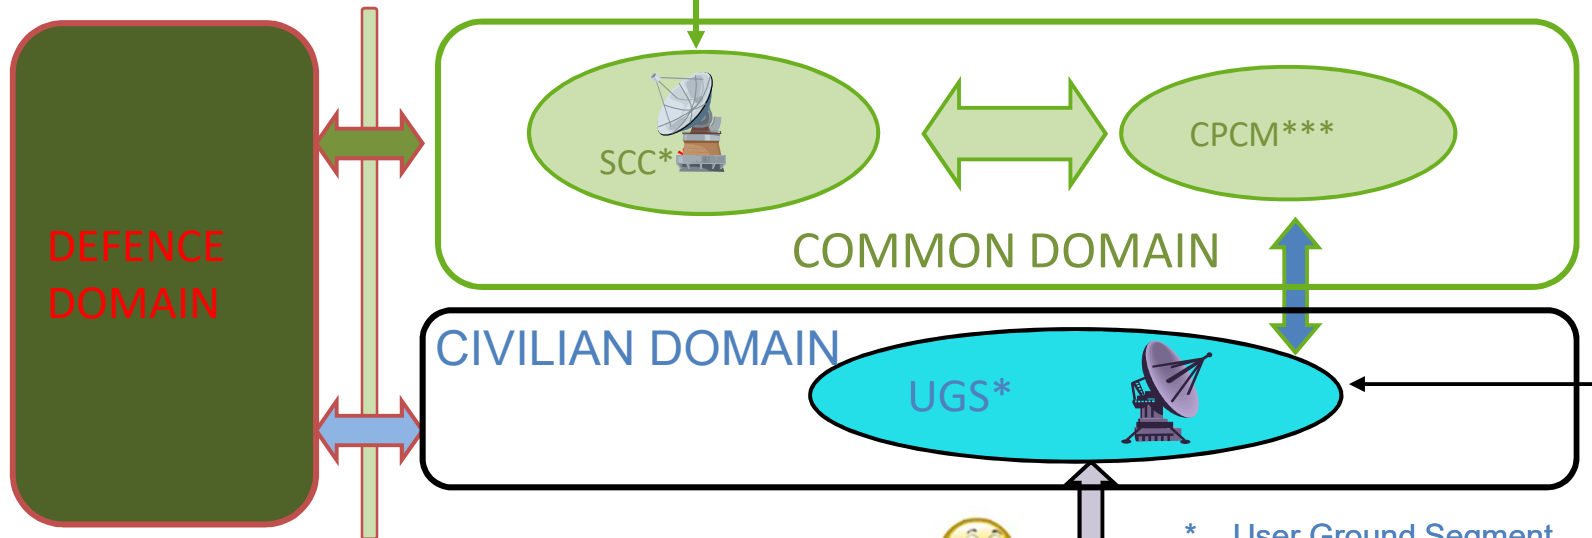 SCC*
CPCM***
COMMON DOMAIN
DEFENCE
DOMAIN
CIVILIAN DOMAIN
UGS*
* User Ground Segment